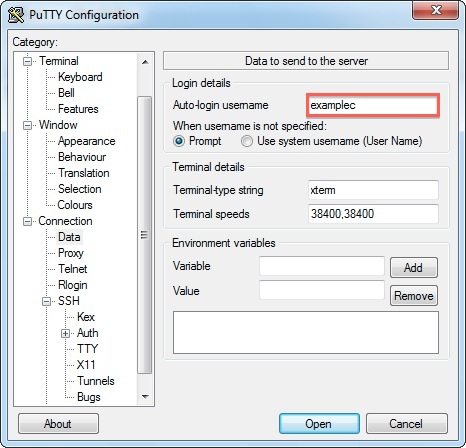 PuTTY Configuration
Category:
Terminal
Keyboard
Bell
Features
Window
Appearance
Behaviour
Translation
Selection
Colours
Connection
Data
Proxy
Telnet
Rlogin
SSH
Kex
Auth
TTY
X11
Tunnels
Bugs
Data to send to the server
Login details
Auto-login username examplec
When username is not specified:
Prompt Use system username (User Name)
Terminal details
Terminal-type string xterm
Terminal speeds 38400,38400
Environment variables
Variable Add
Value Remove
About Open Cancel